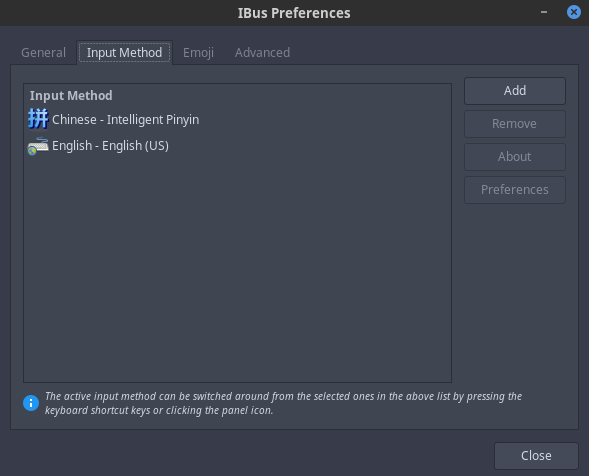 IBus Preferences
General
Input Method
Emoji
Advanced
Input Method
拼 Chinese - Intelligent Pinyin
English - English (US)
Add
Remove
About
Preferences
The active input method can be switched around from the selected ones in the above list by pressing the
keyboard shortcut keys or clicking the panel icon.
Close